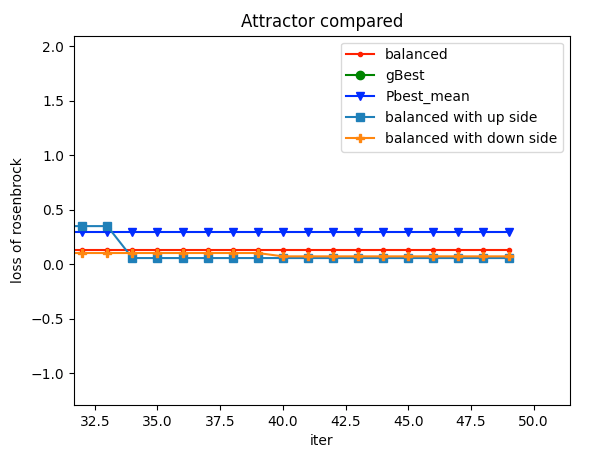 Attractor compared
loss of rosenbrock
2.0
1.5
1.0
0.5
0.0
−0.5
−1.0
balanced
gBest
Pbest_mean
balanced with up side
balanced with down side
32.5 35.0 37.5 40.0 42.5 45.0 47.5 50.0
iter